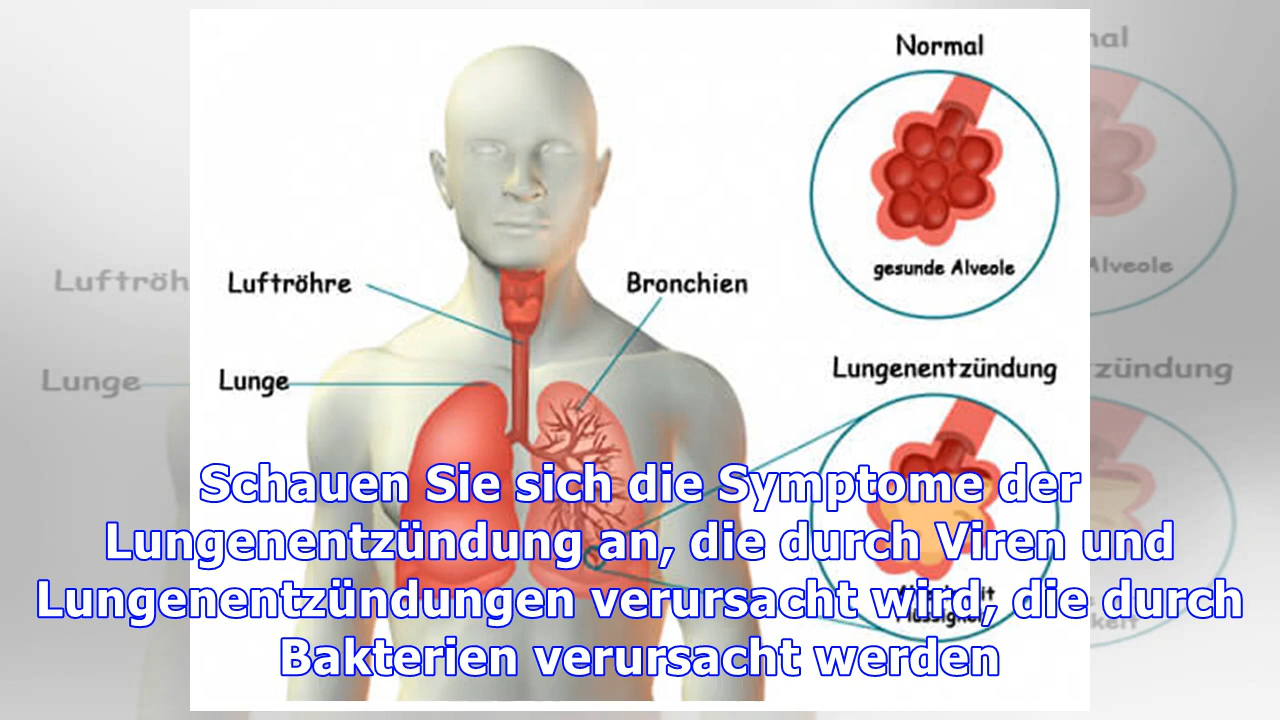 Normal
gesunde Alveole
Luftröhre
Bronchien
Lunge
Lungenentzündung
Schauen Sie sich die Symptome der
Lungenentzündung an, die durch Viren und
Lungenentzündungen verursacht wird, die durch
Bakterien verursacht werden